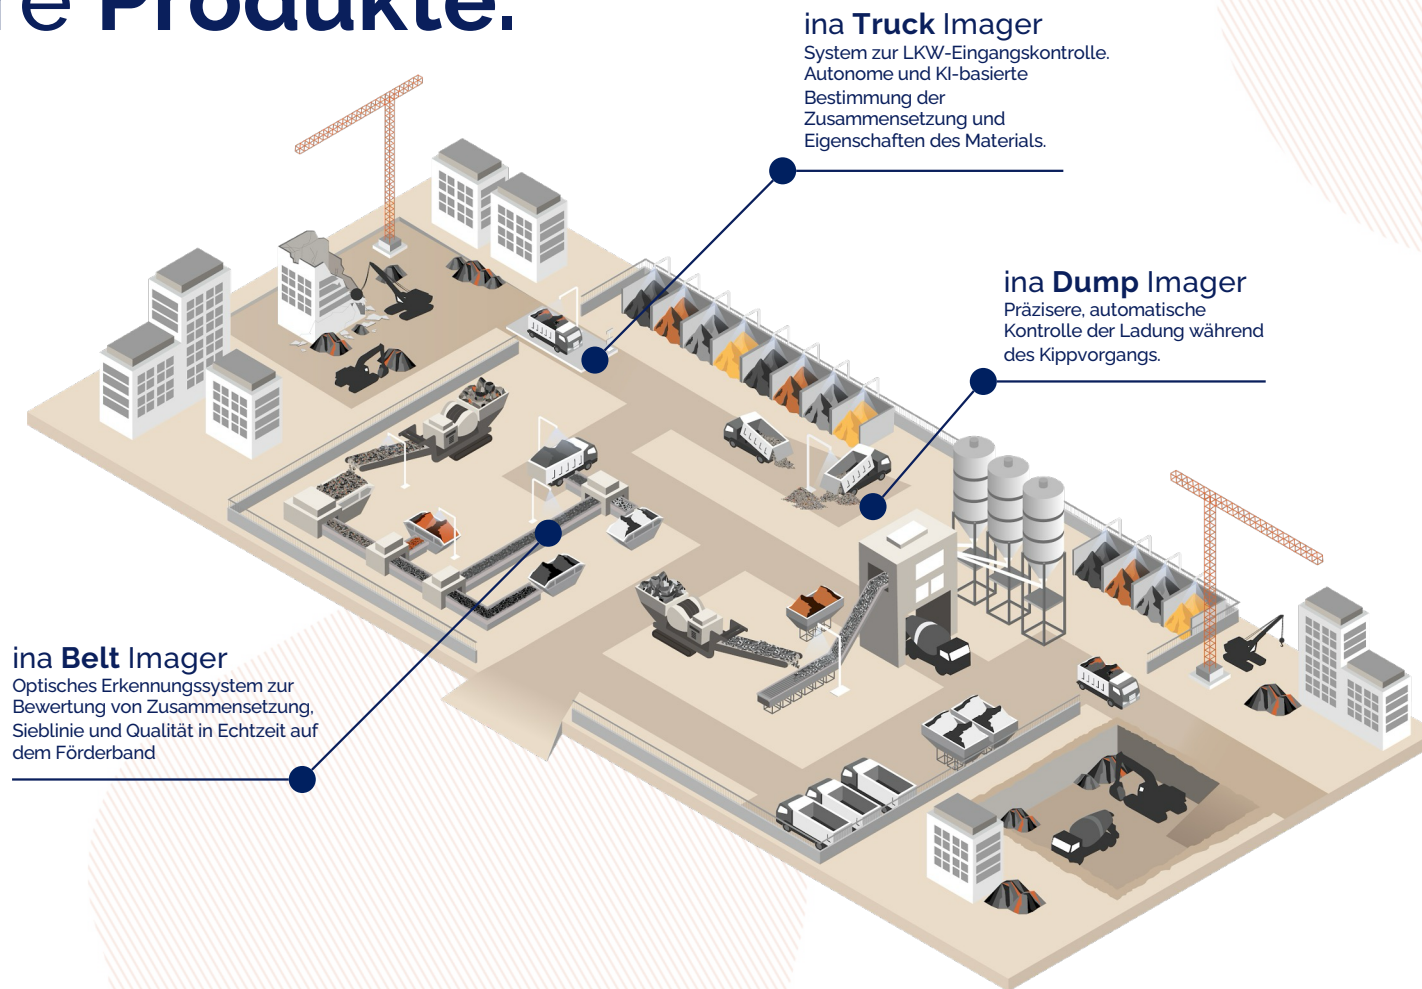 re Produkte.
ina Truck Imager
System zur LKW-Eingangskontrolle.
Autonome und KI-basierte
Bestimmung der
Zusammensetzung und
Eigenschaften des Materials.
ina Dump Imager
Präzisere, automatische
Kontrolle der Ladung während
des Kippvorgangs.
ina Belt Imager
Optisches Erkennungssystem zur
Bewertung von Zusammensetzung,
Sieblinie und Qualität in Echtzeit auf
dem Förderband